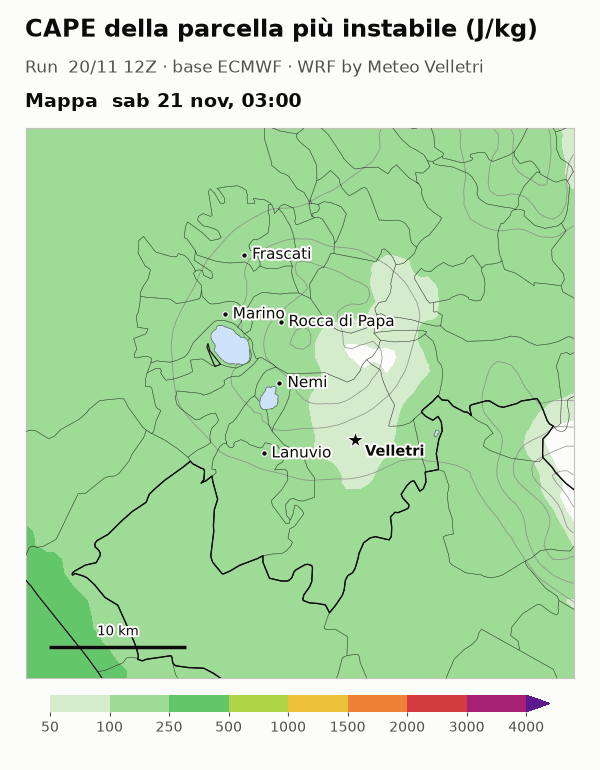 CAPE della parcella più instabile (J/kg)
Run  20/11 12Z · base ECMWF · WRF by Meteo Velletri
Mappa  sab 21 nov, 03:00
Frascati
Marino
Rocca di Papa
Nemi
Velletri
Lanuvio
10 km
50 100 250 500 1000 1500 2000 3000 4000